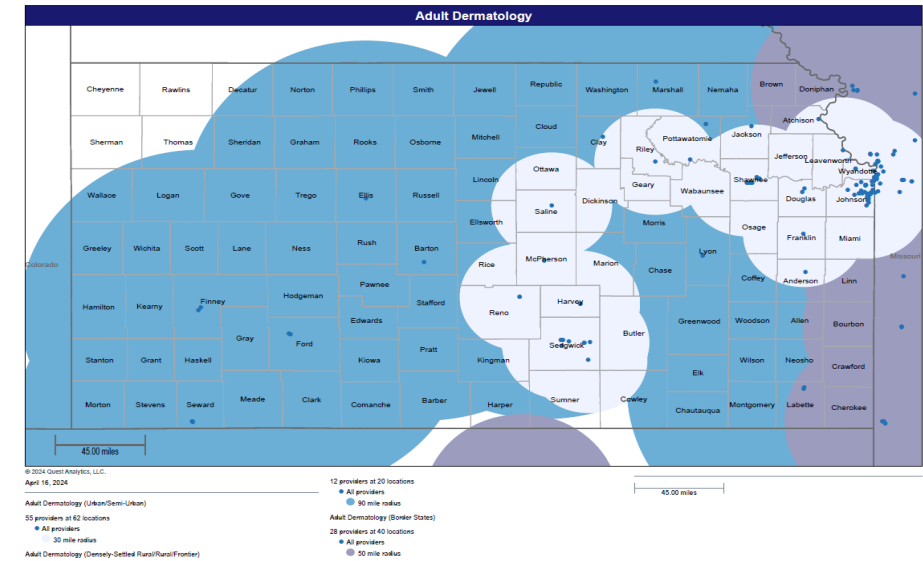 Adult Dermatology
Cheyenne Rawlins Decatur Norton Phillips Smith Jewell Republic Washington Marshall Nemaha Brown Doniphan
Sherman Thomas Sheridan Graham Rooks Osborne Mitchell Cloud Clay Riley Pottawatomie Jackson Atchison
Jefferson Leavenworth
Wyandotte
Wallace Logan Gove Trego Ellis Russell Lincoln Ottawa Dickinson Geary Wabaunsee Shawnee Douglas Johnson
Saline
Ellsworth Morris Osage
Greeley Wichita Scott Lane Ness Rush Barton Rice McPherson Marion Chase Lyon Franklin Miami
Colorado Missouri
Pawnee Coffey Anderson Linn
Hamilton Kearny Finney Hodgeman Stafford Reno Harvey
Gray Ford Edwards Butler Greenwood Woodson Allen Bourbon
Stanton Grant Haskell Kiowa Pratt Kingman Sedgwick Elk Wilson Neosho Crawford
Morton Stevens Seward Meade Clark Comanche Barber Harper Sumner Cowley Chautauqua Montgomery Labette Cherokee
45.00 miles
© 2024 Quest Analytics, LLC.
April 16, 2024
Adult Dermatology (Urban/Semi-Urban)
55 providers at 62 locations
All providers
30 mile radius
Adult Dermatology (Densely-Settled Rural/Rural/Frontier)
12 providers at 20 locations
All providers
90 mile radius
Adult Dermatology (Border States)
28 providers at 40 locations
All providers
50 mile radius
45.00 miles